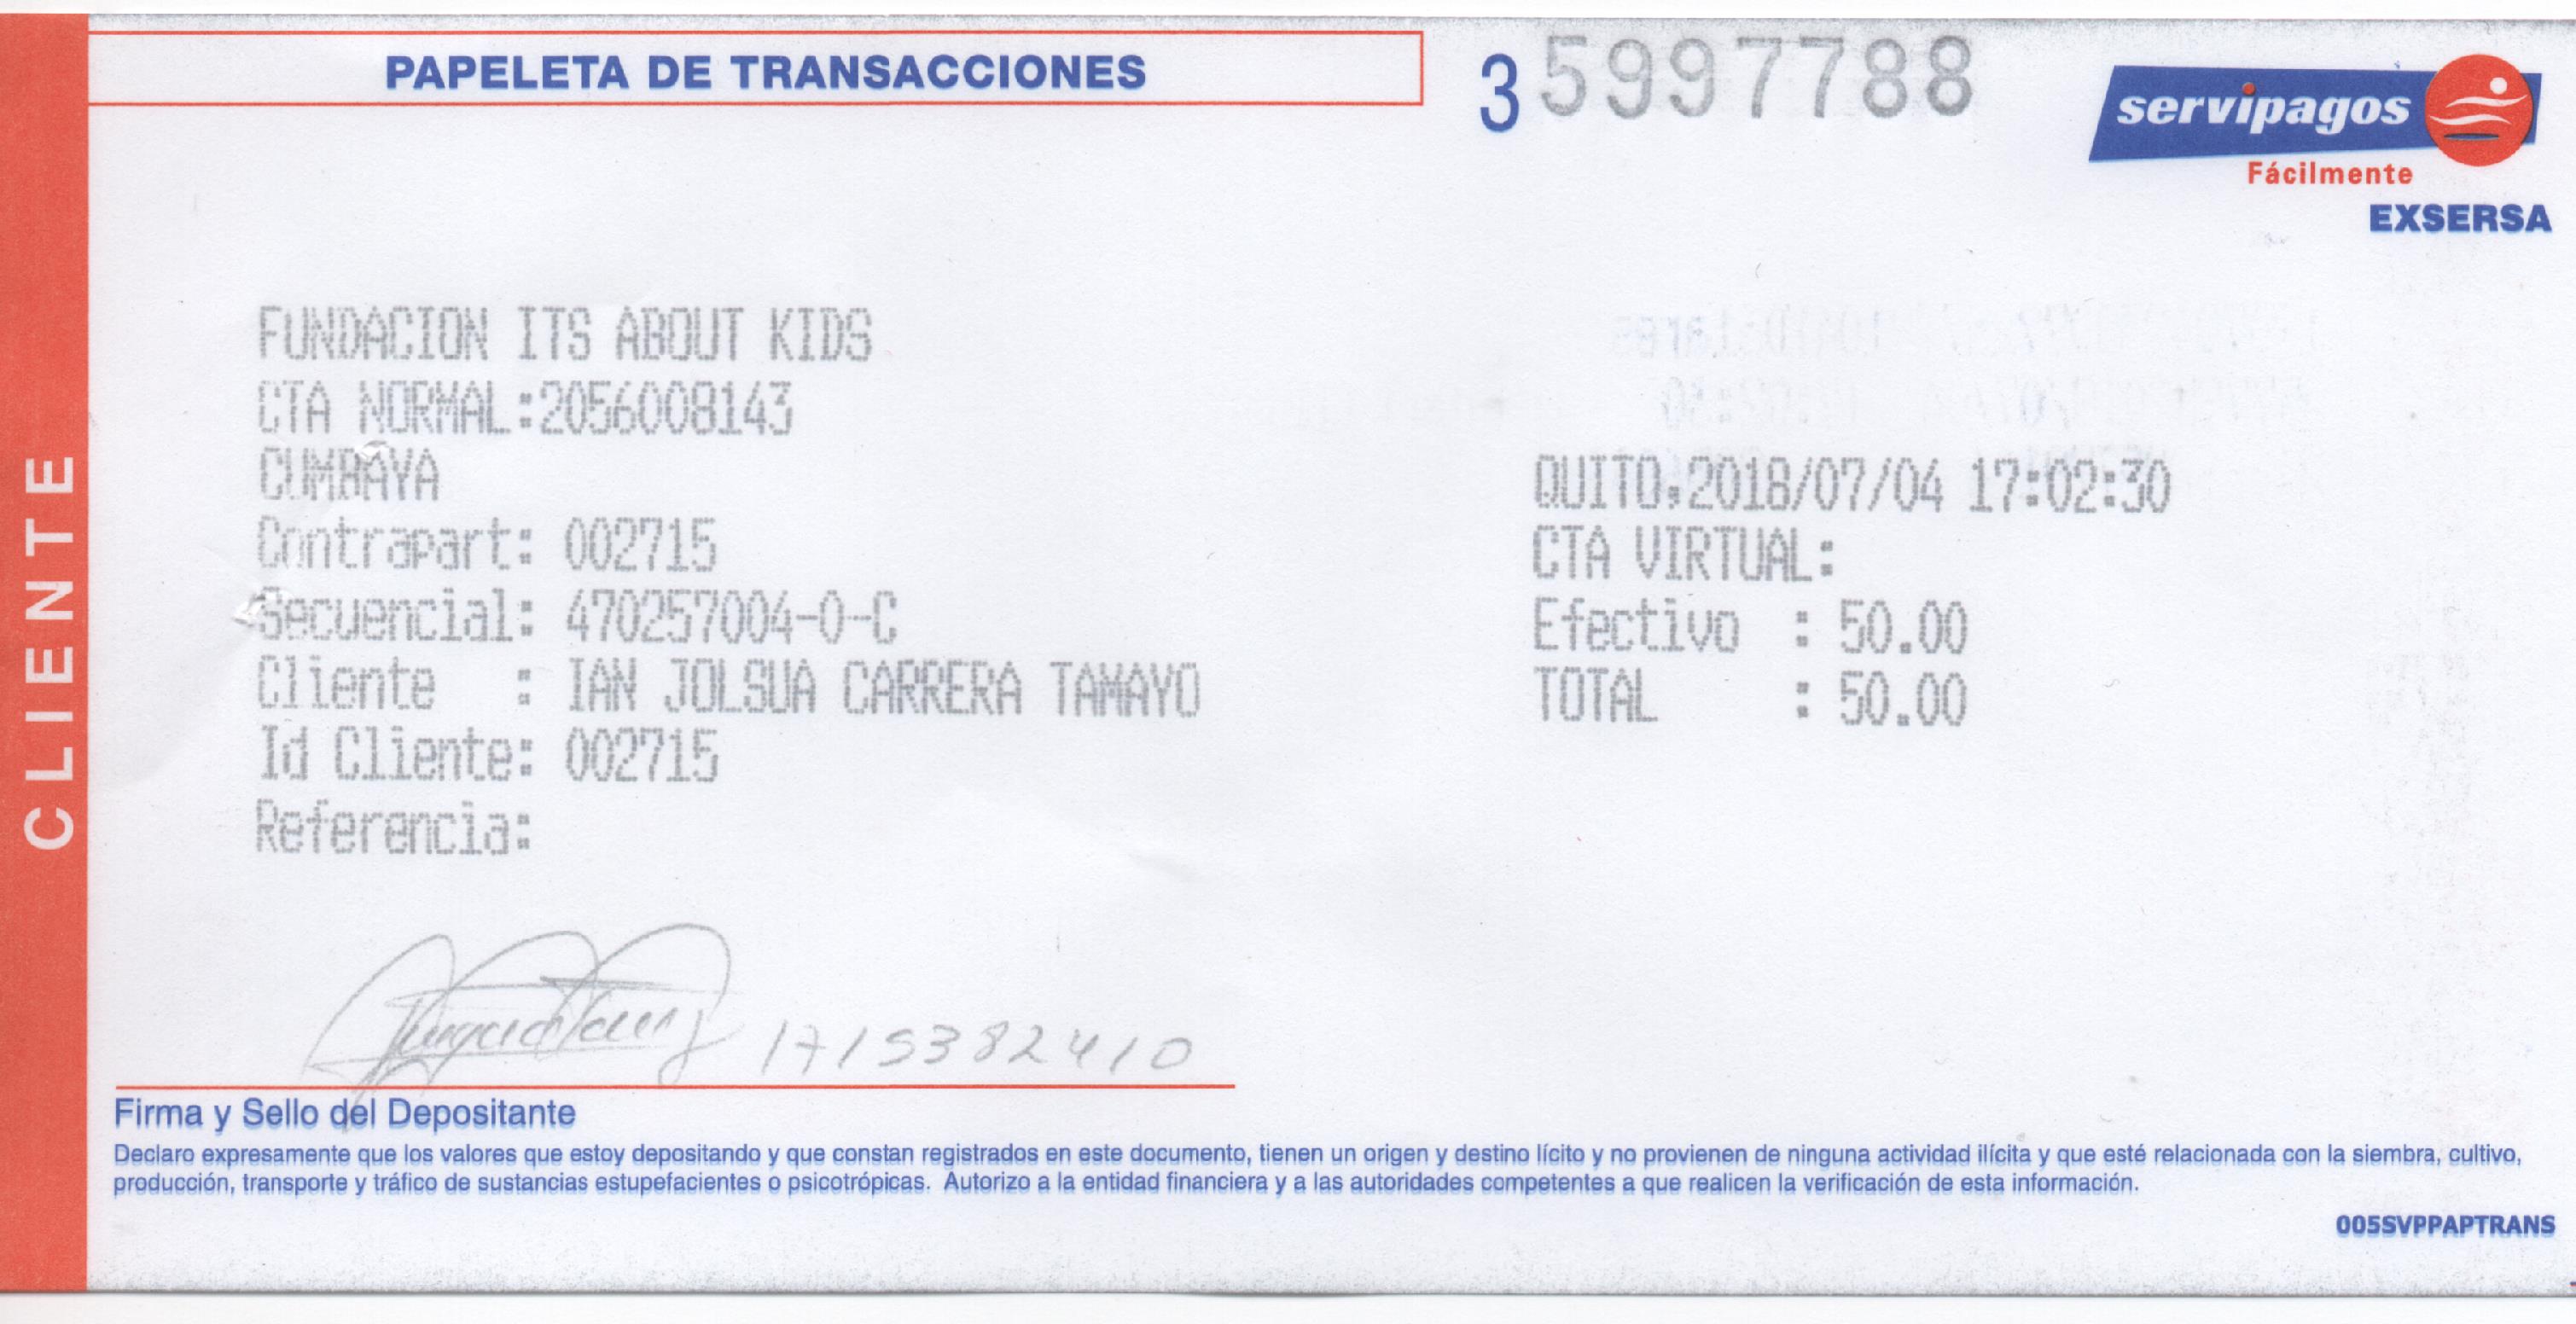 PAPELETA DE TRANSACCIONES
3 5997788
servipagos
Fácilmente
EXSERSA
CLIENTE
FUNDACION ITS ABOUT KIDS
CTA NORMAL:2056008143
CUMBAYA
Contrapart: 002715
Secuencial: 470257004-0-C
Cliente : IAN JOLSUA CARRERA TAMAYO
Id Cliente: 002715
Referencia:
QUITO.2018/07/04 17:02:30
CTA VIRTUAL:
Efectivo : 50.00
TOTAL : 50.00
1715382410
Firma y Sello del Depositante
Declaro expresamente que los valores que estoy depositando y que constan registrados en este documento, tienen un origen y destino lícito y no provienen de ninguna actividad ilícita y que esté relacionada con la siembra, cultivo,
producción, transporte y tráfico de sustancias estupefacientes o psicotrópicas. Autorizo a la entidad financiera y a las autoridades competentes a que realicen la verificación de esta información.
005SVPPAPTRANS